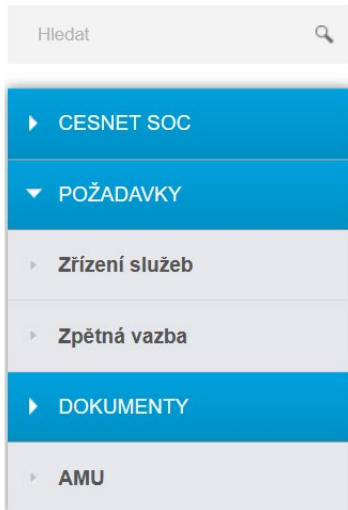 Hledat
CESNET SOC
POŽADAVKY
Zřízení služeb
Zpětná vazba
DOKUMENTY
AMU